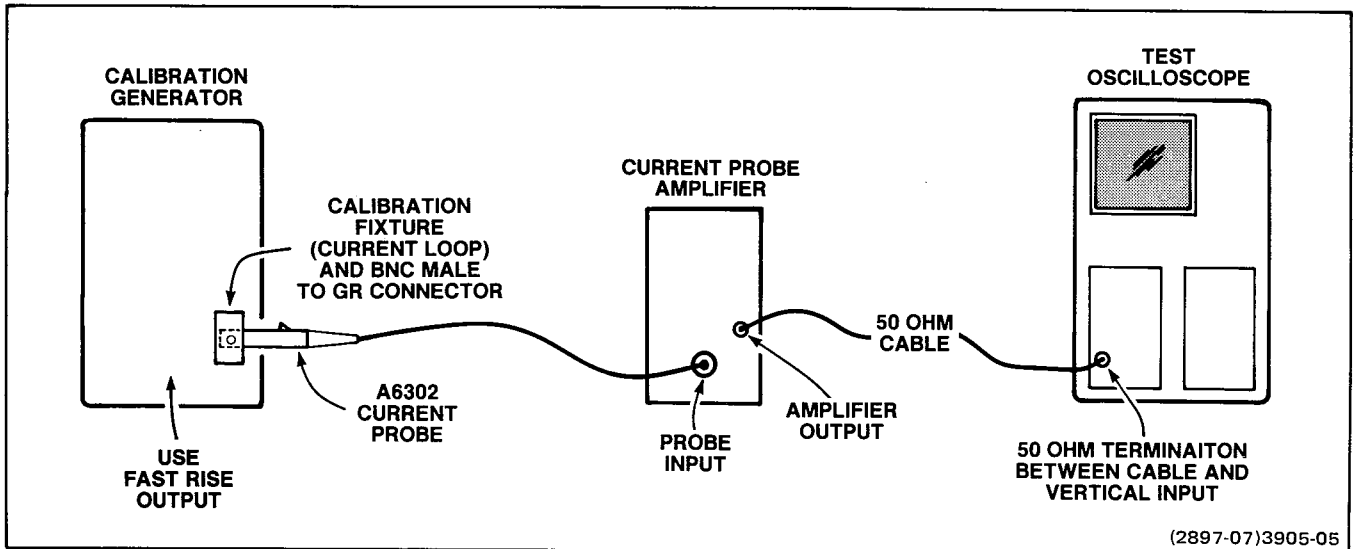 CALIBRATION
GENERATOR
CALIBRATION
FIXTURE
(CURRENT LOOP)
AND BNC MALE
TO GR CONNECTOR
A6302
CURRENT
PROBE
USE
FAST RISE
OUTPUT
CURRENT PROBE
AMPLIFIER
PROBE
INPUT
AMPLIFIER
OUTPUT
50 OHM
CABLE
TEST
OSCILLOSCOPE
50 OHM TERMINAITON
BETWEEN CABLE AND
VERTICAL INPUT
(2897-07)3905-05